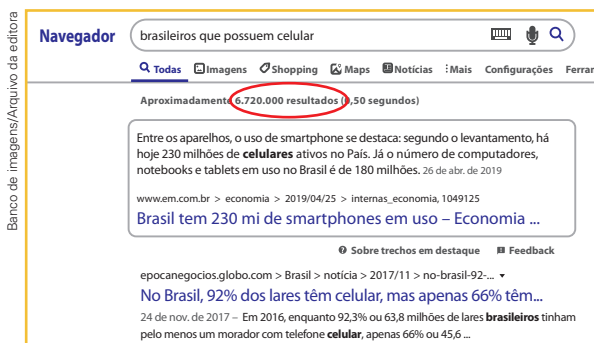 Banco de imagens/Arquivo da editora
Navegador
brasileiros que possuem celular
Todas Imagens Shopping Maps Notícias Mais Configurações Ferrar
Aproximadamente 6.720.000 resultados (0,50 segundos)
Entre os aparelhos, o uso de smartphone se destaca: segundo o levantamento, há
hoje 230 milhões de celulares ativos no País. Já o número de computadores,
notebooks e tablets em uso no Brasil é de 180 milhões. 26 de abr. de 2019
www.em.com.br > economia > 2019/04/25 > internas_economia, 1049125
Brasil tem 230 mi de smartphones em uso – Economia ...
Sobre trechos em destaque Feedback
epocanegocios.globo.com > Brasil > notícia > 2017/11 > no-brasil-92-...
No Brasil, 92% dos lares têm celular, mas apenas 66% têm...
24 de nov. de 2017 – Em 2016, enquanto 92,3% ou 63,8 milhões de lares brasileiros tinham
pelo menos um morador com telefone celular, apenas 66% ou 45,6 ...